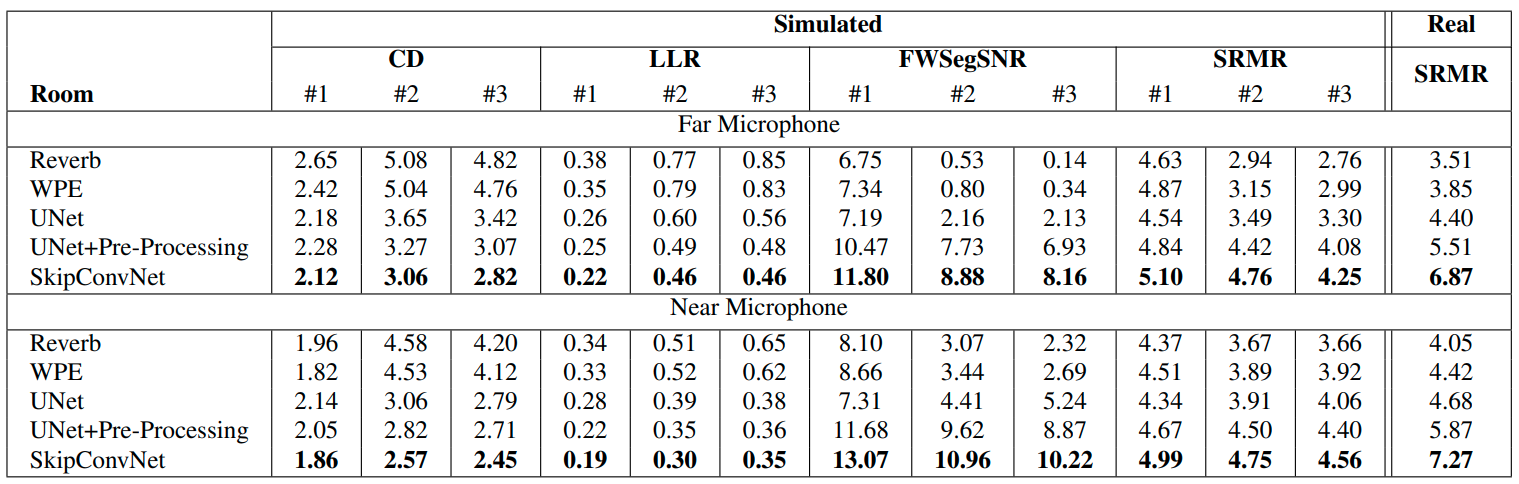 Simulated Real
CD LLR FWSegSNR SRMR SRMR
Room #1 #2 #3 #1 #2 #3 #1 #2 #3 #1 #2 #3
Far Microphone
Reverb 2.65 5.08 4.82 0.38 0.77 0.85 6.75 0.53 0.14 4.63 2.94 2.76 3.51
WPE 2.42 5.04 4.76 0.35 0.79 0.83 7.34 0.80 0.34 4.87 3.15 2.99 3.85
UNet 2.18 3.65 3.42 0.26 0.60 0.56 7.19 2.16 2.13 4.54 3.49 3.30 4.40
UNet+Pre-Processing 2.28 3.27 3.07 0.25 0.49 0.48 10.47 7.73 6.93 4.84 4.42 4.08 5.51
SkipConvNet 2.12 3.06 2.82 0.22 0.46 0.46 11.80 8.88 8.16 5.10 4.76 4.25 6.87
Near Microphone
Reverb 1.96 4.58 4.20 0.34 0.51 0.65 8.10 3.07 2.32 4.37 3.67 3.66 4.05
WPE 1.82 4.53 4.12 0.33 0.52 0.62 8.66 3.44 2.69 4.51 3.89 3.92 4.42
UNet 2.14 3.06 2.79 0.28 0.39 0.38 7.31 4.41 5.24 4.34 3.91 4.06 4.68
UNet+Pre-Processing 2.05 2.82 2.71 0.22 0.35 0.36 11.68 9.62 8.87 4.67 4.50 4.40 5.87
SkipConvNet 1.86 2.57 2.45 0.19 0.30 0.35 13.07 10.96 10.22 4.99 4.75 4.56 7.27